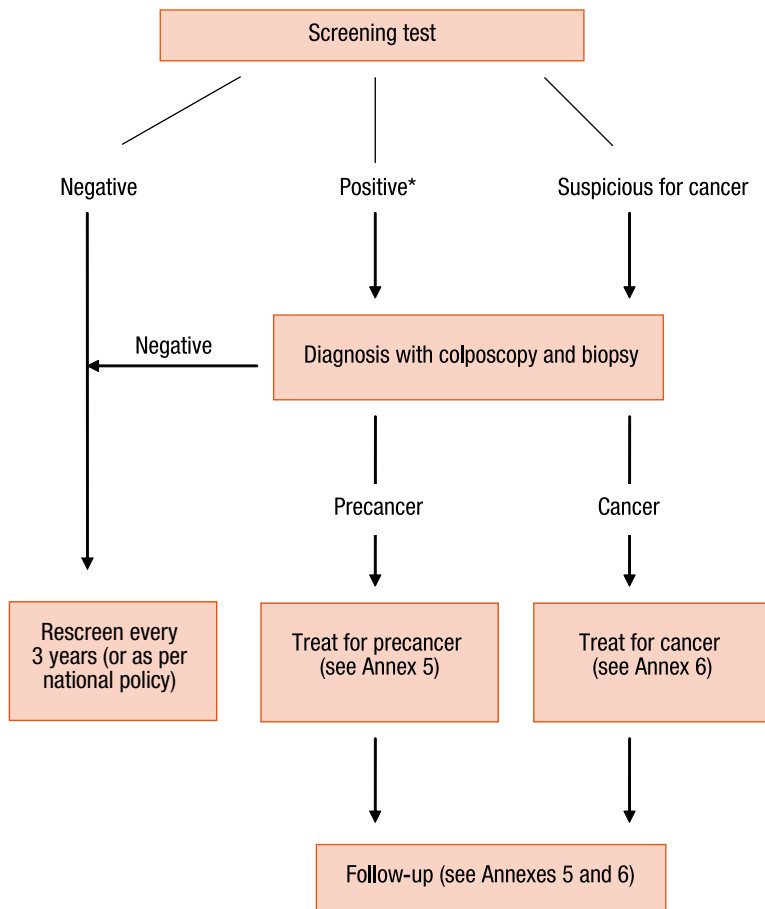 Screening test
Negative
Positive*
Suspicious for cancer
Negative
Diagnosis with colposcopy and biopsy
Precancer
Cancer
Rescreen every
3 years (or as per
national policy)
Treat for precancer
(see Annex 5)
Treat for cancer
(see Annex 6)
Follow-up (see Annexes 5 and 6)